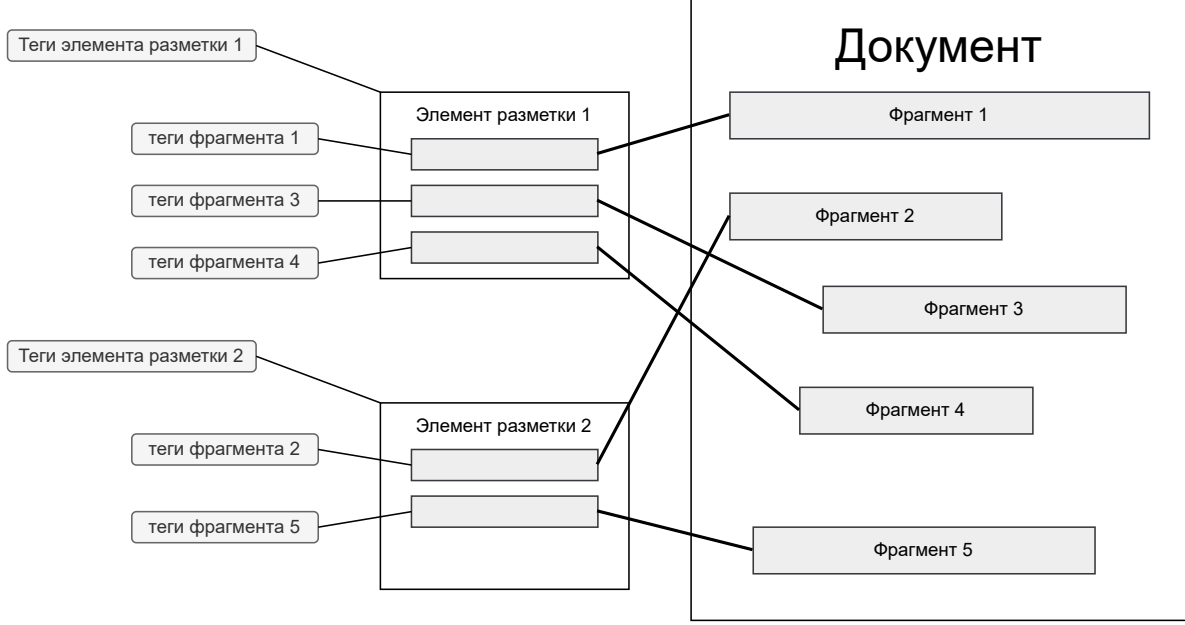 Документ
Теги элемента разметки 1
Элемент разметки 1
теги фрагмента 1
теги фрагмента 3
теги фрагмента 4
Теги элемента разметки 2
Элемент разметки 2
теги фрагмента 2
теги фрагмента 5
Фрагмент 1
Фрагмент 2
Фрагмент 3
Фрагмент 4
Фрагмент 5